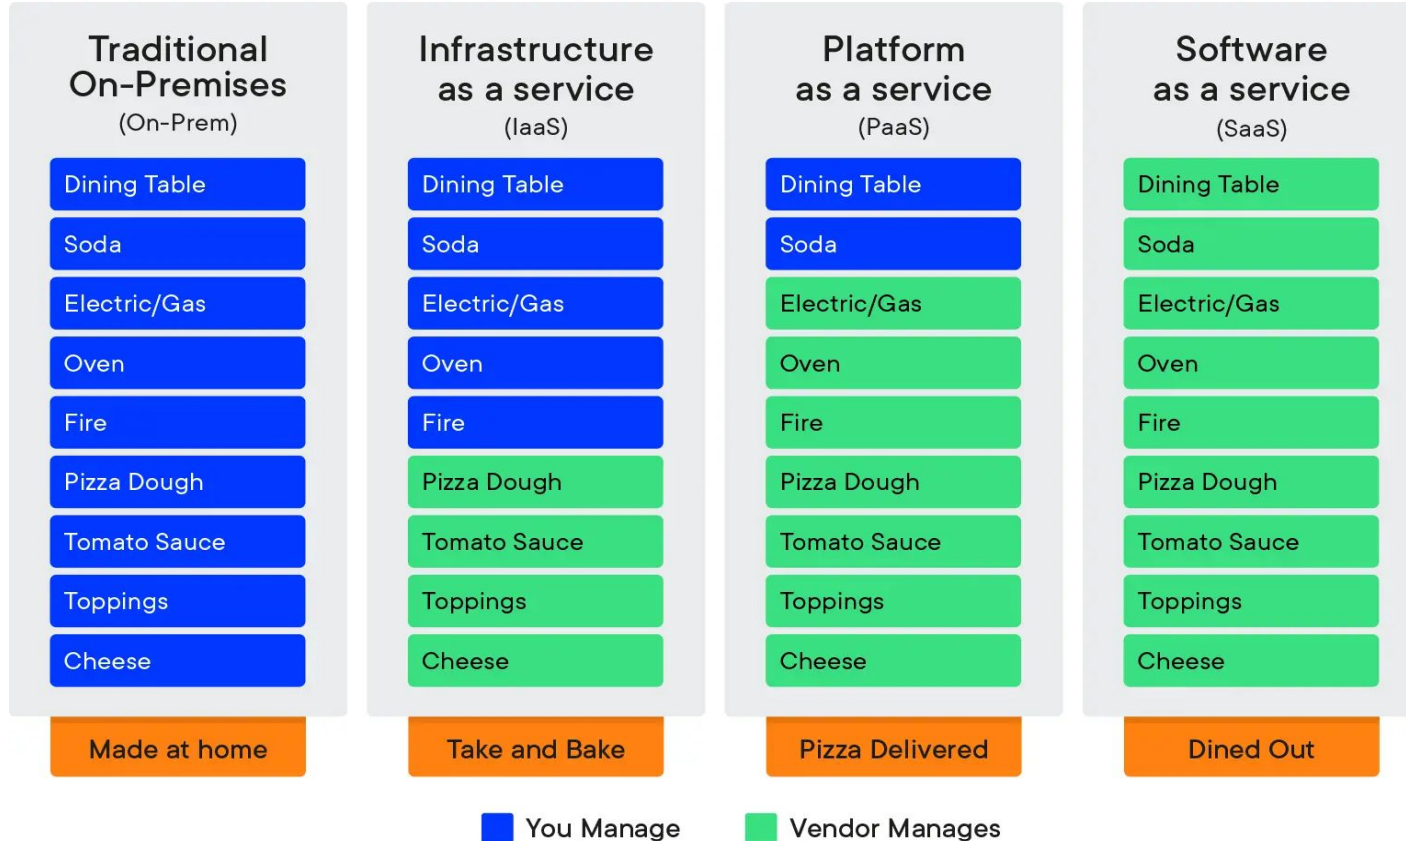 Traditional
On-Premises
(On-Prem)
Dining Table
Soda
Electric/Gas
Oven
Fire
Pizza Dough
Tomato Sauce
Toppings
Cheese
Made at home
Infrastructure
as a service
(IaaS)
Dining Table
Soda
Electric/Gas
Oven
Fire
Pizza Dough
Tomato Sauce
Toppings
Cheese
Take and Bake
Platform
as a service
(PaaS)
Dining Table
Soda
Electric/Gas
Oven
Fire
Pizza Dough
Tomato Sauce
Toppings
Cheese
Pizza Delivered
Software
as a service
(SaaS)
Dining Table
Soda
Electric/Gas
Oven
Fire
Pizza Dough
Tomato Sauce
Toppings
Cheese
Dined Out
You Manage
Vendor Manages